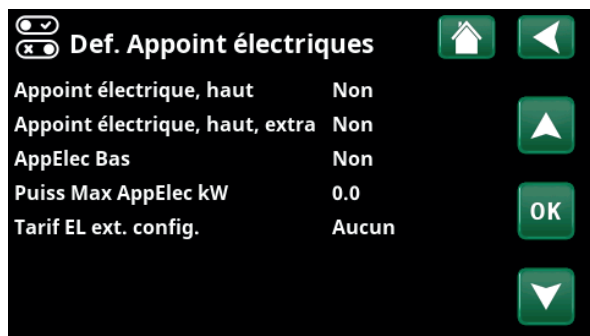 Def. Appoint électriques
Appoint électrique, haut Non
Appoint électrique, haut, extra Non
AppElec Bas Non
Puiss Max AppElec kW 0.0
Tarif EL ext. config. Aucun
OK